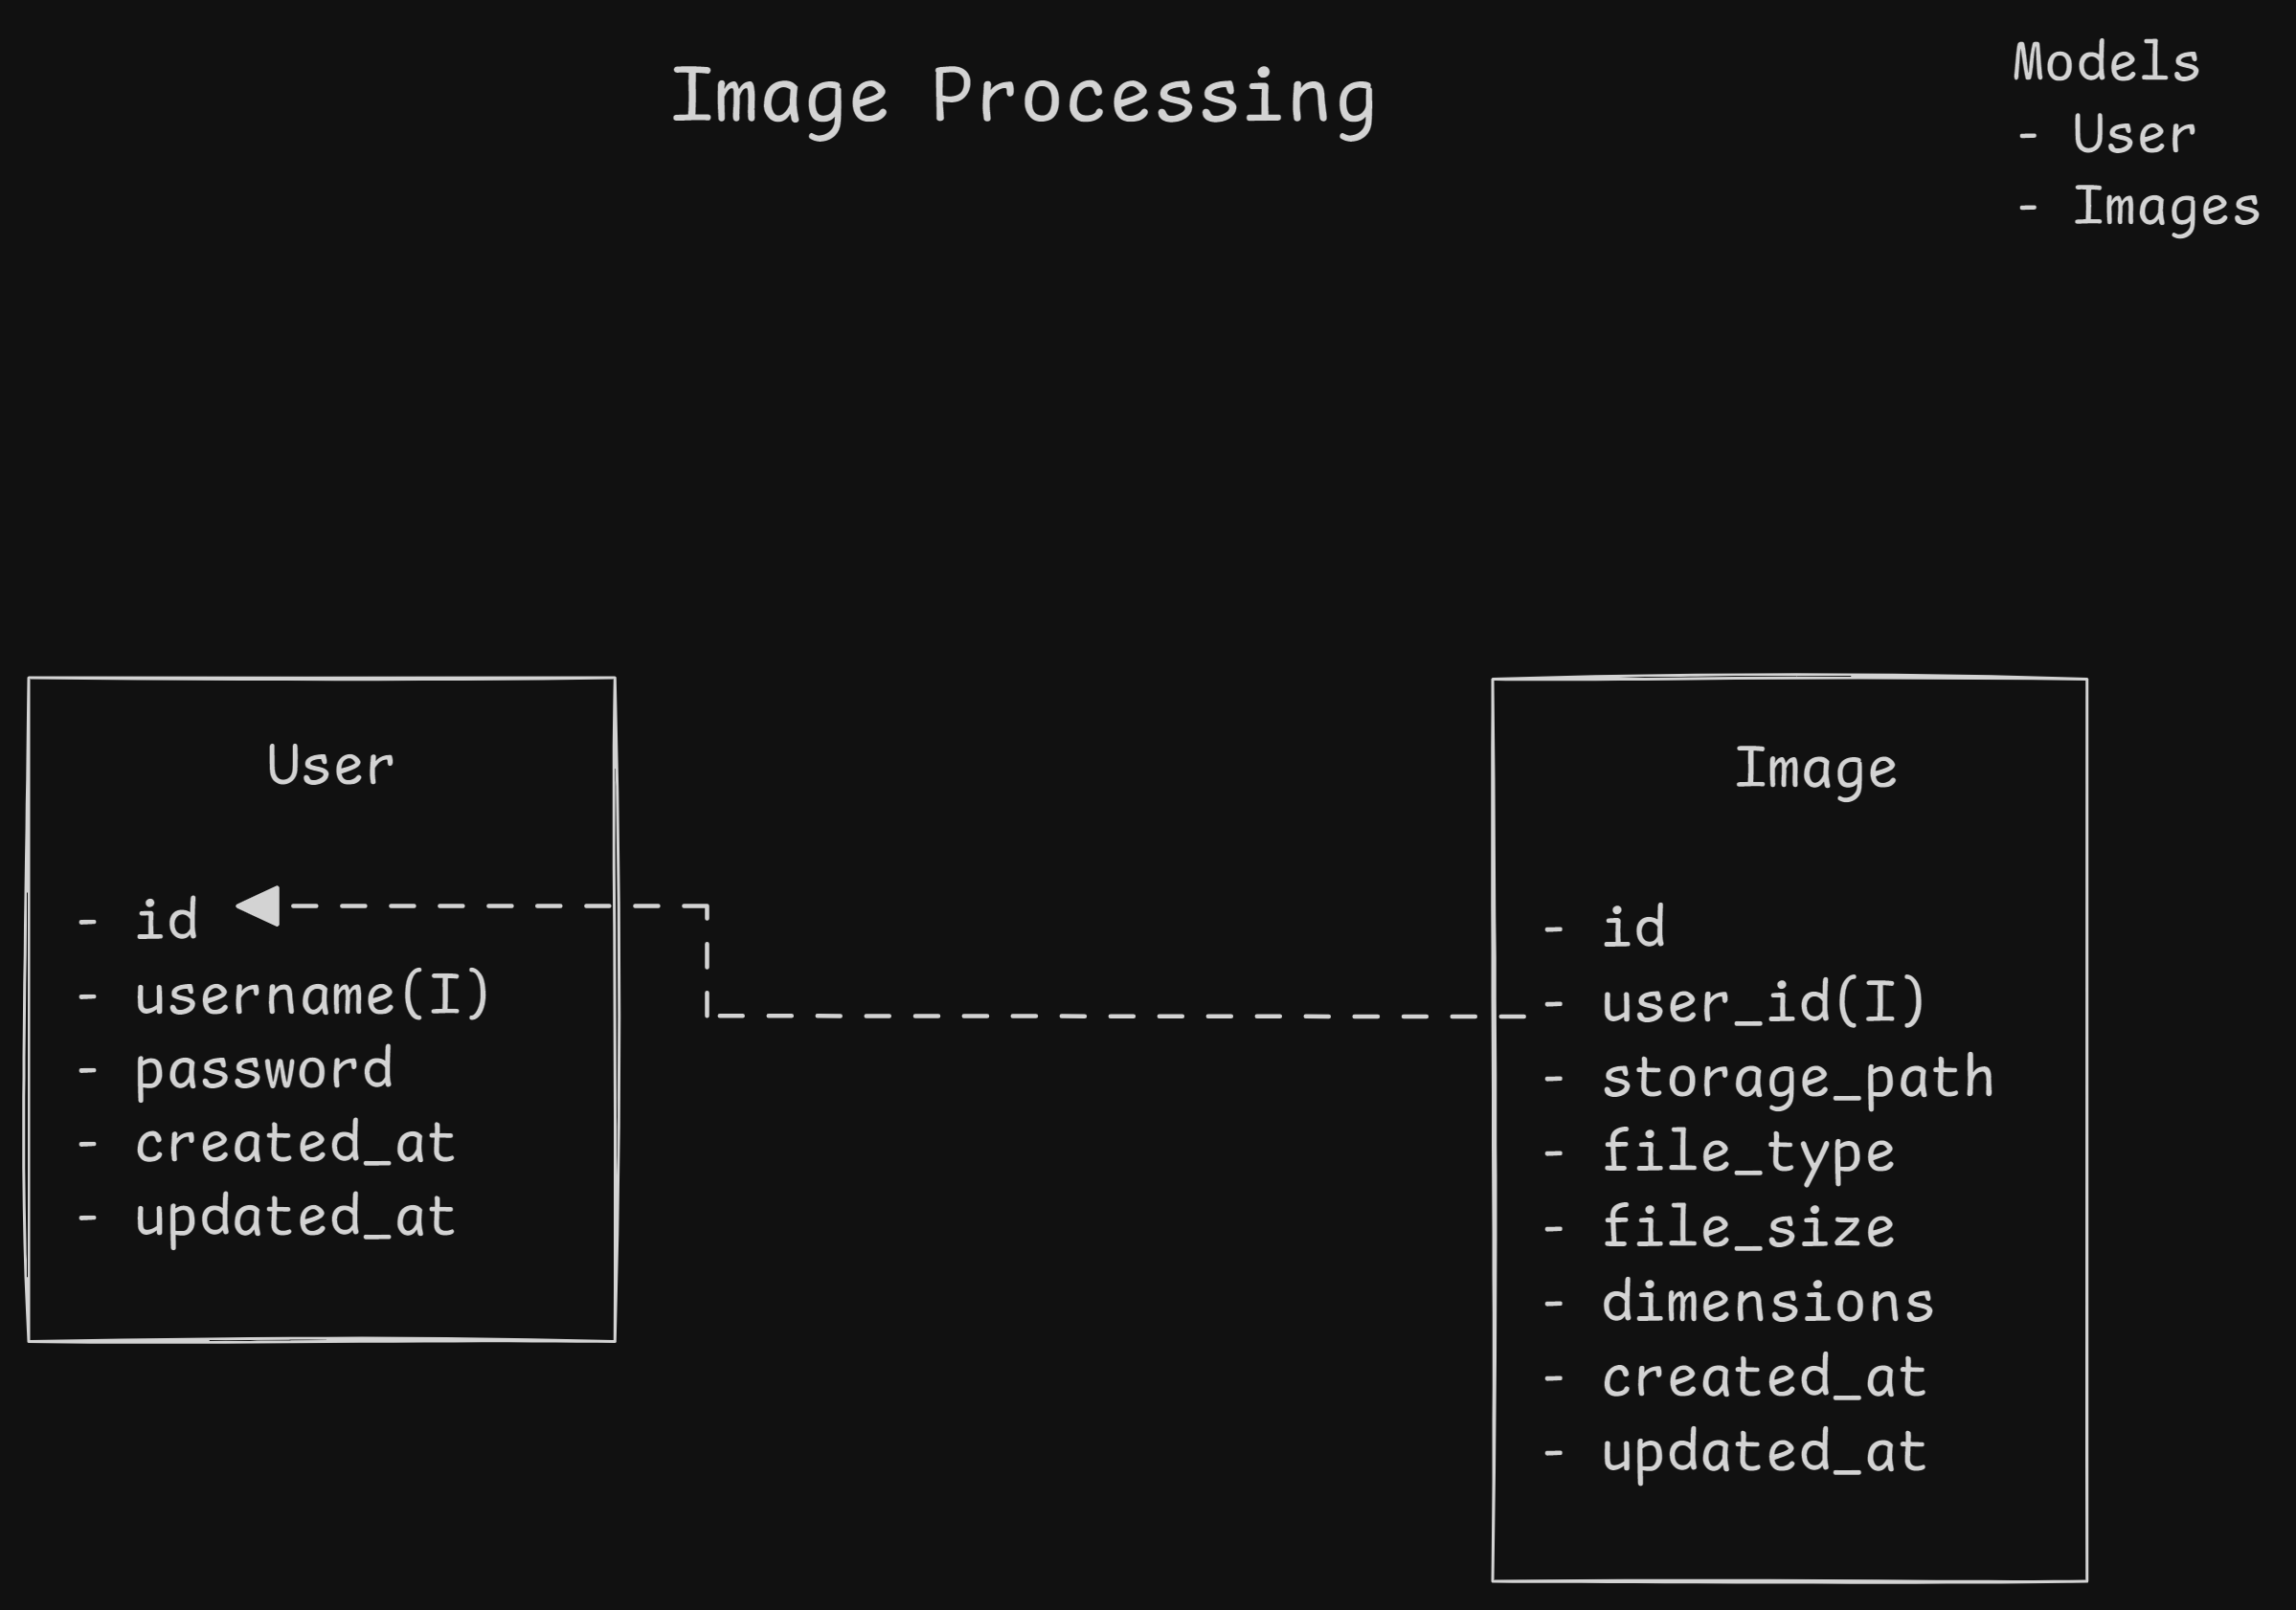 Image Processing
Models
- User
- Images
User
- id
- username(I)
- password
- created_at
- updated_at
Image
- id
- user_id(I)
- storage_path
- file_type
- file_size
- dimensions
- created_at
- updated_at